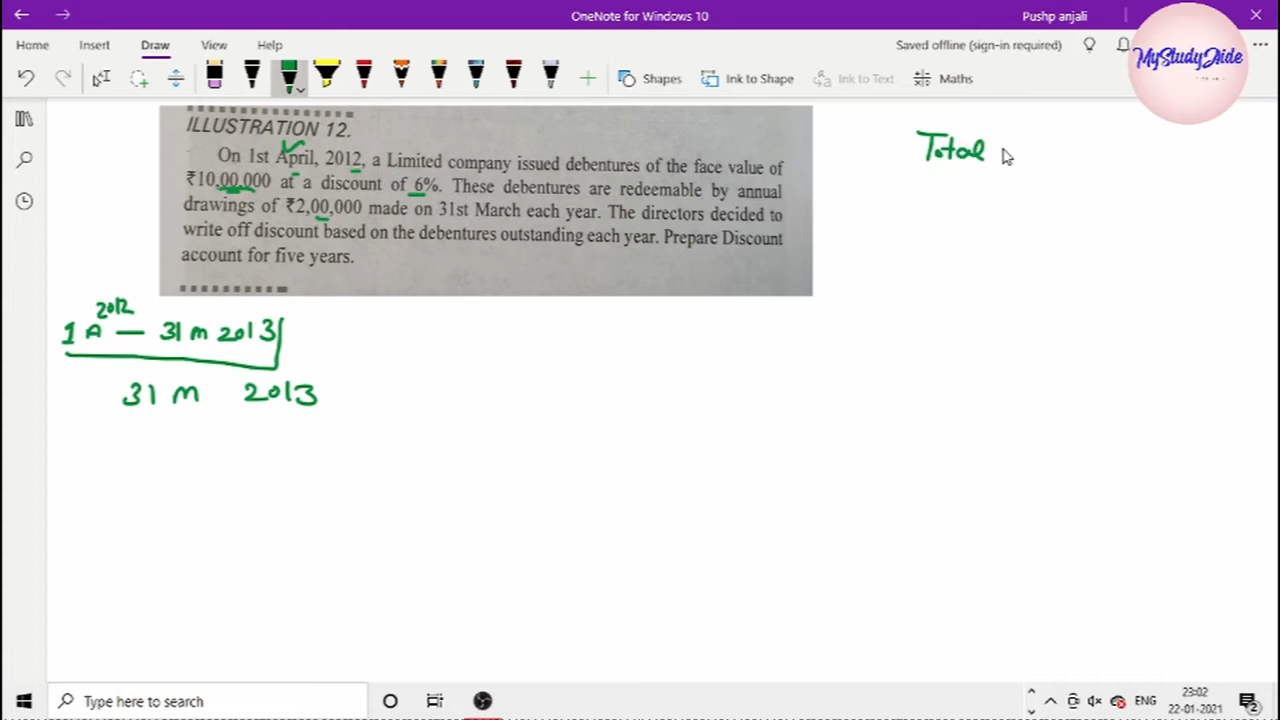 OneNote for Windows 10
Pushp anjali
Home Insert Draw View Help
Saved offline (sign-in required)
MyStudyAide
Shapes Ink to Shape Ink to Text Maths
ILLUSTRATION 12.
On 1st April, 2012, a Limited company issued debentures of the face value of
₹10,00,000 at a discount of 6%. These debentures are redeemable by annual
drawings of ₹2,00,000 made on 31st March each year. The directors decided to
write off discount based on the debentures outstanding each year. Prepare Discount
account for five years.
Total
2012
1 A — 31 m 2013
31 m 2013
Type here to search
ENG
23:02
22-01-2021
2